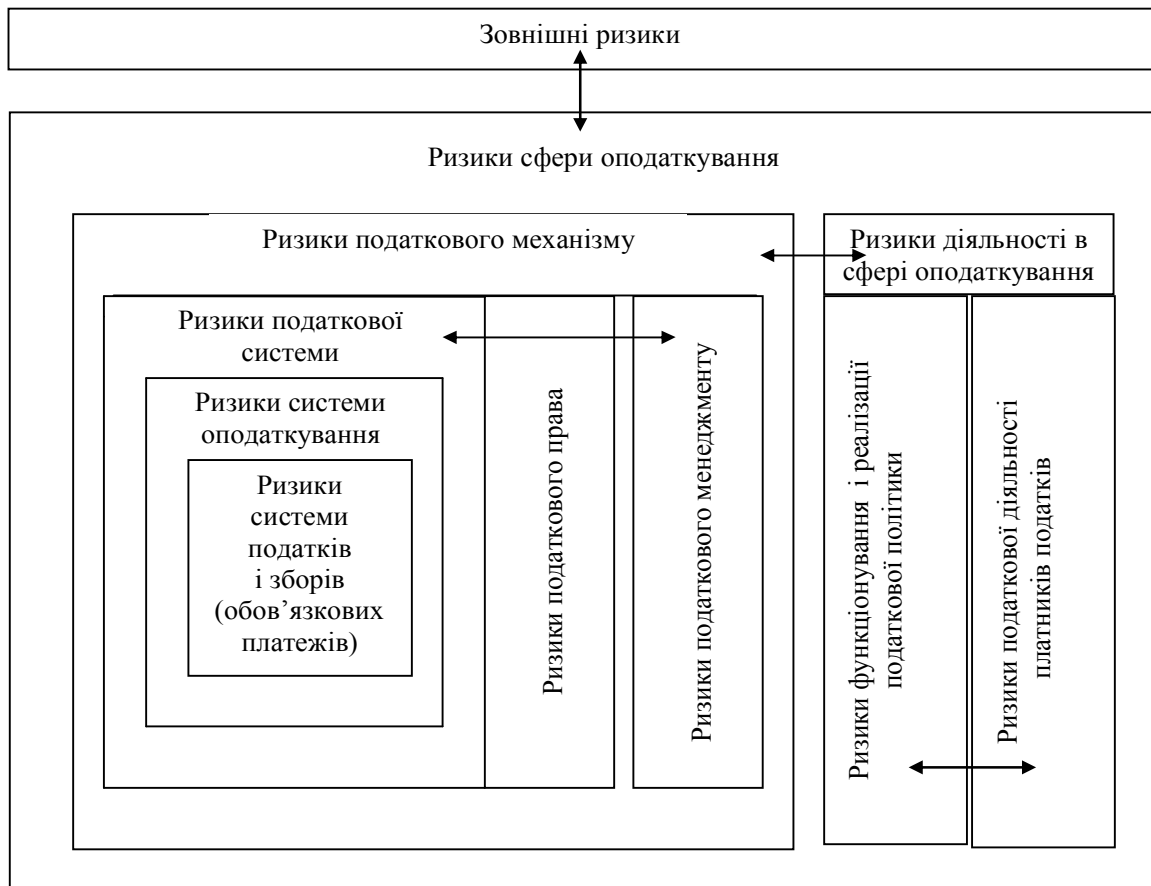 Зовнішні ризики
Ризики сфери оподаткування
Ризики податкового механізму
Ризики податкової
системи
Ризики системи
оподаткування
Ризики
системи
податків
і зборів
(обов’язкових
платежів)
Ризики податового права
Ризики податкового менеджменту
Ризики діяльності в
сфері оподаткування
Ризики функціонування і реалізації
податкової політики
Ризики податкової діяльності
платників податків